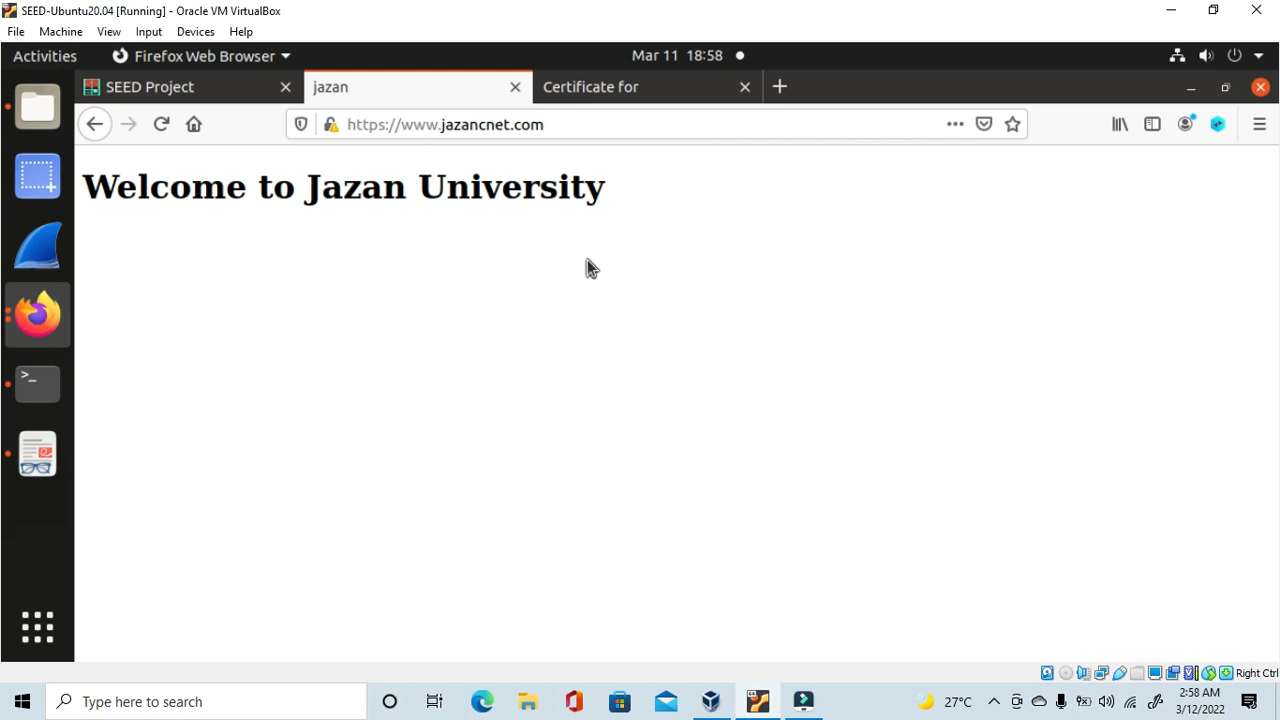 SEED-Ubuntu20.04 [Running] - Oracle VM VirtualBox
File Machine View Input Devices Help
Activities Firefox Web Browser Mar 11 18:58
SEED Project jazan Certificate for
https://www.jazancnet.com
Welcome to Jazan University
Right Ctrl
Type here to search 27°C 2:58 AM
3/12/2022